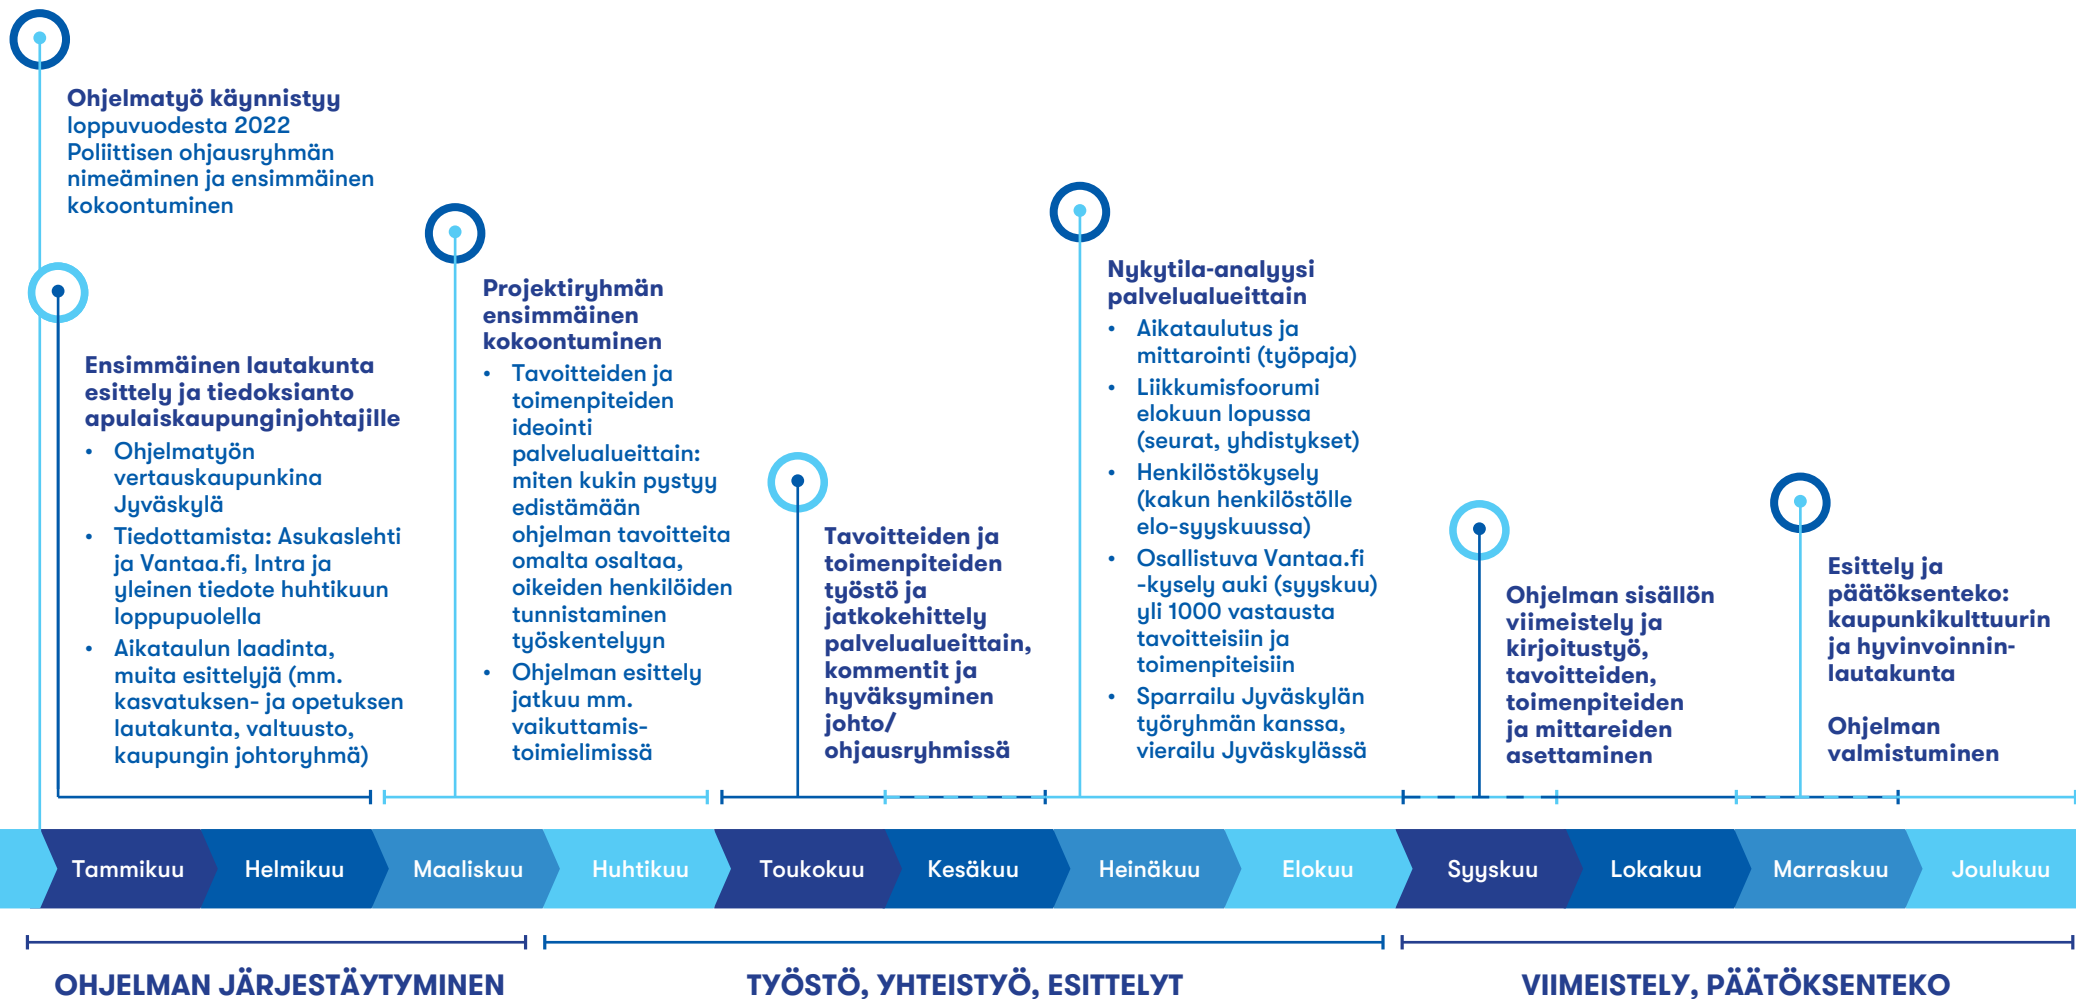 Ohjelmatyö käynnistyy
loppuvuodesta 2022
Poliittisen ohjausryhmän
nimeäminen ja ensimmäinen
kokoontuminen
Ensimmäinen lautakunta
esittely ja tiedoksianto
apulaiskaupunginjohtajille
• Ohjelmatyön
vertauskaupunkina
Jyväskylä
• Tiedottamista: Asukaslehti
ja Vantaa.fi, Intra ja
yleinen tiedote huhtikuun
loppupuolella
• Aikataulun laadinta,
muita esittelyjä (mm.
kasvatuksen- ja opetuksen
lautakunta, valtuusto,
kaupungin johtoryhmä)
Projektiryhmän
ensimmäinen
kokoontuminen
• Tavoitteiden ja
toimenpiteiden
ideointi
palvelualueittain:
miten kukin pystyy
edistämään
ohjelman tavoitteita
omalta osaltaa,
oikeiden henkilöiden
tunnistaminen
työskentelyyn
• Ohjelman esittely
jatkuu mm.
vaikuttamis-
toimielimissä
Tavoitteiden ja
toimenpiteiden
työstö ja
jatkokehittely
palvelualueittain,
kommentit ja
hyväksyminen
johto/
ohjausryhmissä
Nykytila-analyysi
palvelualueittain
• Aikataulutus ja
mittarointi (työpaja)
• Liikkumisfoorumi
elokuun lopussa
(seurat, yhdistykset)
• Henkilöstökysely
(kakun henkilöstölle
elo-syyskuussa)
• Osallistuva Vantaa.fi
-kysely auki (syyskuu)
yli 1000 vastausta
tavoitteisiin ja
toimenpiteisiin
• Sparrailu Jyväskylän
työryhmän kanssa,
vierailu Jyväskylässä
Ohjelman sisällön
viimeistely ja
kirjoitustyö,
tavoitteiden,
toimenpiteiden
ja mittareiden
asettaminen
Esittely ja
päätöksenteko:
kaupunkikulttuurin
ja hyvinvoinnin-
lautakunta
Ohjelman
valmistuminen
Tammikuu
Helmikuu
Maaliskuu
Huhtikuu
Toukokuu
Kesäkuu
Heinäkuu
Elokuu
Syyskuu
Lokakuu
Marraskuu
Joulukuu
OHJELMAN JÄRJESTÄYTYMINEN
TYÖSTÖ, YHTEISTYÖ, ESITTELYT
VIIMEISTELY, PÄÄTÖKSENTEKO